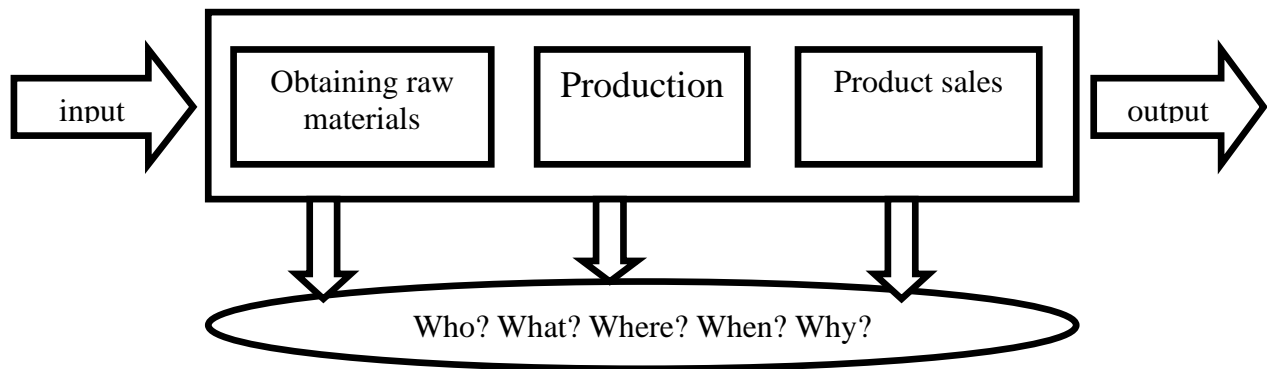 input
Obtaining raw
materials
Production
Product sales
output
Who? What? Where? When? Why?